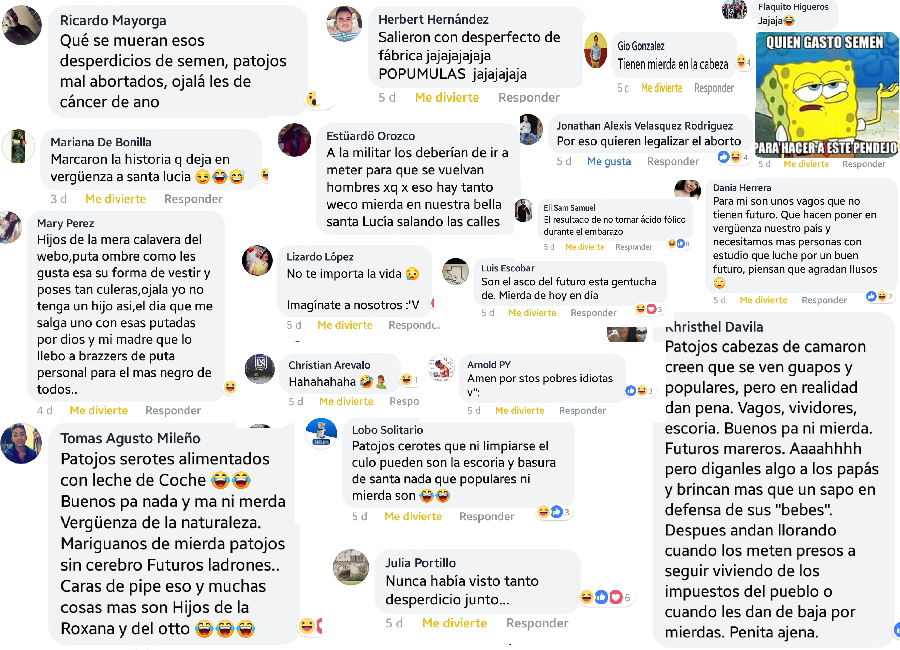 Ricardo Mayorga
Qué se mueran esos
desperdicios de semen, patojos
mal abortados, ojalá les de
cáncer de ano
Herbert Hernández
Salieron con desperfecto de
fábrica jajajajajaja
POPUMULAS jajajajaja
5 d Me divierte Responder
Gio Gonzalez
Tienen mierda en la cabeza
4
5 d Me divierte Responder
Flaquito Higueros
Jajaja😂
QUIEN GASTO SEMEN
PARA HACER A ESTE PENDEJO
5 d Me divierte Responder
Mariana De Bonilla
Marcaron la historia q deja en
vergüenza a santa lucia 😏😂😅
3 d Me divierte Responder
Estüardö Orozco
A la militar los deberían de ir a
meter para que se vuelvan
hombres xq x eso hay tanto
weco mierda en nuestra bella
santa Lucía salando las calles
Jonathan Alexis Velasquez Rodriguez
Por eso quieren legalizar el aborto
5 d Me gusta Responder
4
Eli Sam Samuel
El resultado de no tomar ácido fólico
durante el embarazo
5 d Me divierte Responder
8
Dania Herrera
Para mi son unos vagos que no
tienen futuro. Que hacen poner en
vergüenza nuestro país y
necesitamos mas personas con
estudio que luche por un buen
futuro, piensan que agradan Ilusos
🙄
5 d Me divierte Responder
2
Mary Perez
Hijos de la mera calavera del
webo,puta ombre como les
gusta esa su forma de vestir y
poses tan culeras,ojala yo no
tenga un hijo asi,el dia que me
salga uno con esas putadas
por dios y mi madre que lo
llebo a brazzers de puta
personal para el mas negro de
todos..
4 d Me divierte Responder
Lizardo López
No te importa la vida 😢
Imagínate a nosotros :'V
5 d Me divierte Respond
Luis Escobar
Son el asco del futuro esta gentucha
de. Mierda de hoy en día
3
5 d Me divierte Responder
Christian Arevalo
Hahahahaha 🤣🤦
1
5 d Me divierte Respo
Arnold PY
Amen por stos pobres idiotas
v":
3
5 d Me divierte Responder
Khristhel Davila
Patojos cabezas de camaron
creen que se ven guapos y
populares, pero en realidad
dan pena. Vagos, vividores,
escoria. Buenos pa ni mierda.
Futuros mareros. Aaaahhhh
pero diganles algo a los papás
y brincan mas que un sapo en
defensa de sus "bebes".
Despues andan llorando
cuando los meten presos a
seguir viviendo de los
impuestos del pueblo o
cuando les dan de baja por
mierdas. Penita ajena.
Tomas Agusto Mileño
Patojos serotes alimentados
con leche de Coche 😂😂
Buenos pa nada y ma ni merda
Vergüenza de la naturaleza.
Mariguanos de mierda patojos
sin cerebro Futuros ladrones..
Caras de pipe eso y muchas
cosas mas son Hijos de la
Roxana y del otto 😂😂😂
Lobo Solitario
Patojos cerotes que ni limpiarse el
culo pueden son la escoria y basura
de santa nada que populares ni
mierda son 😂😂
5 d Me divierte Responder
3
Julia Portillo
Nunca había visto tanto
desperdicio junto...
6
5 d Me divierte Responder